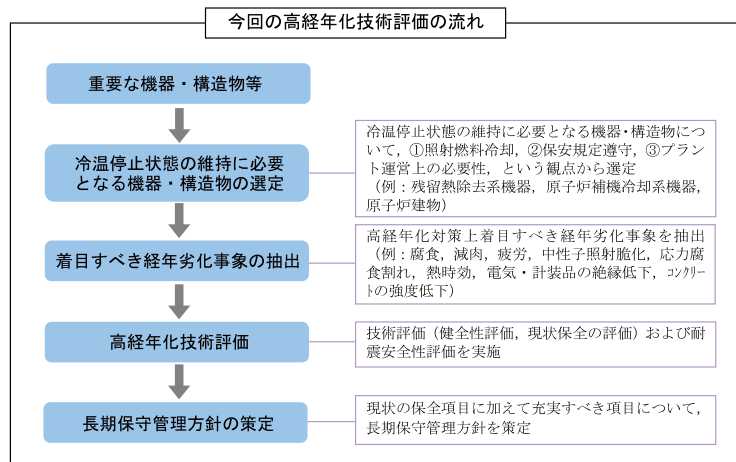 今回の高経年化技術評価の流れ
重要な機器・構造物等
冷温停止状態の維持に必要
となる機器・構造物の選定
冷温停止状態の維持に必要となる機器・構造物につ
いて，①照射燃料冷却，②保安規定遵守，③プラン
ト運営上の必要性，という観点から選定
（例：残留熱除去系機器，原子炉補機冷却系機器，
原子炉建物）
着目すべき経年劣化事象の抽出
高経年化対策上着目すべき経年劣化事象を抽出
（例：腐食，減肉，疲労，中性子照射脆化，応力腐
食割れ，熱時効，電気・計装品の絶縁低下，ｺﾝｸﾘｰ
ﾄの強度低下）
高経年化技術評価
技術評価（健全性評価，現状保全の評価）および耐
震安全性評価を実施
長期保守管理方針の策定
現状の保全項目に加えて充実すべき項目について，
長期保守管理方針を策定